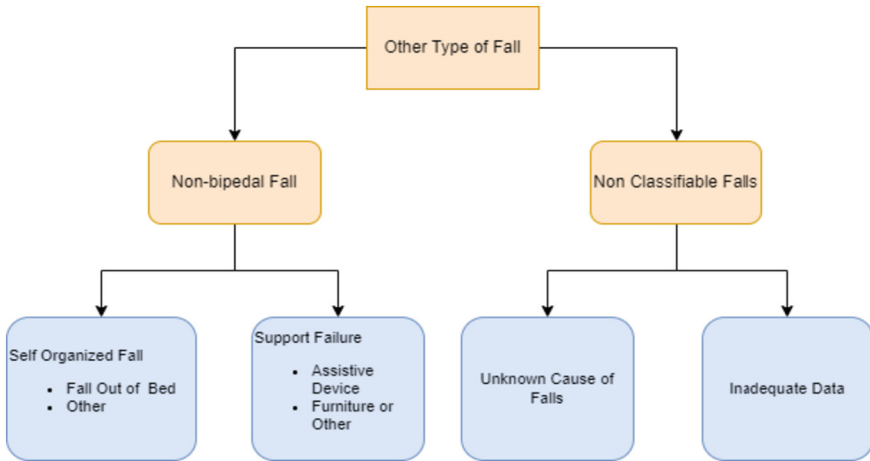 Other Type of Fall
Non-bipedal Fall
Non Classifiable Falls
Self Organized Fall
• Fall Out of Bed
• Other
Support Failure
• Assistive
Device
• Furniture or
Other
Unknown Cause of
Falls
Inadequate Data